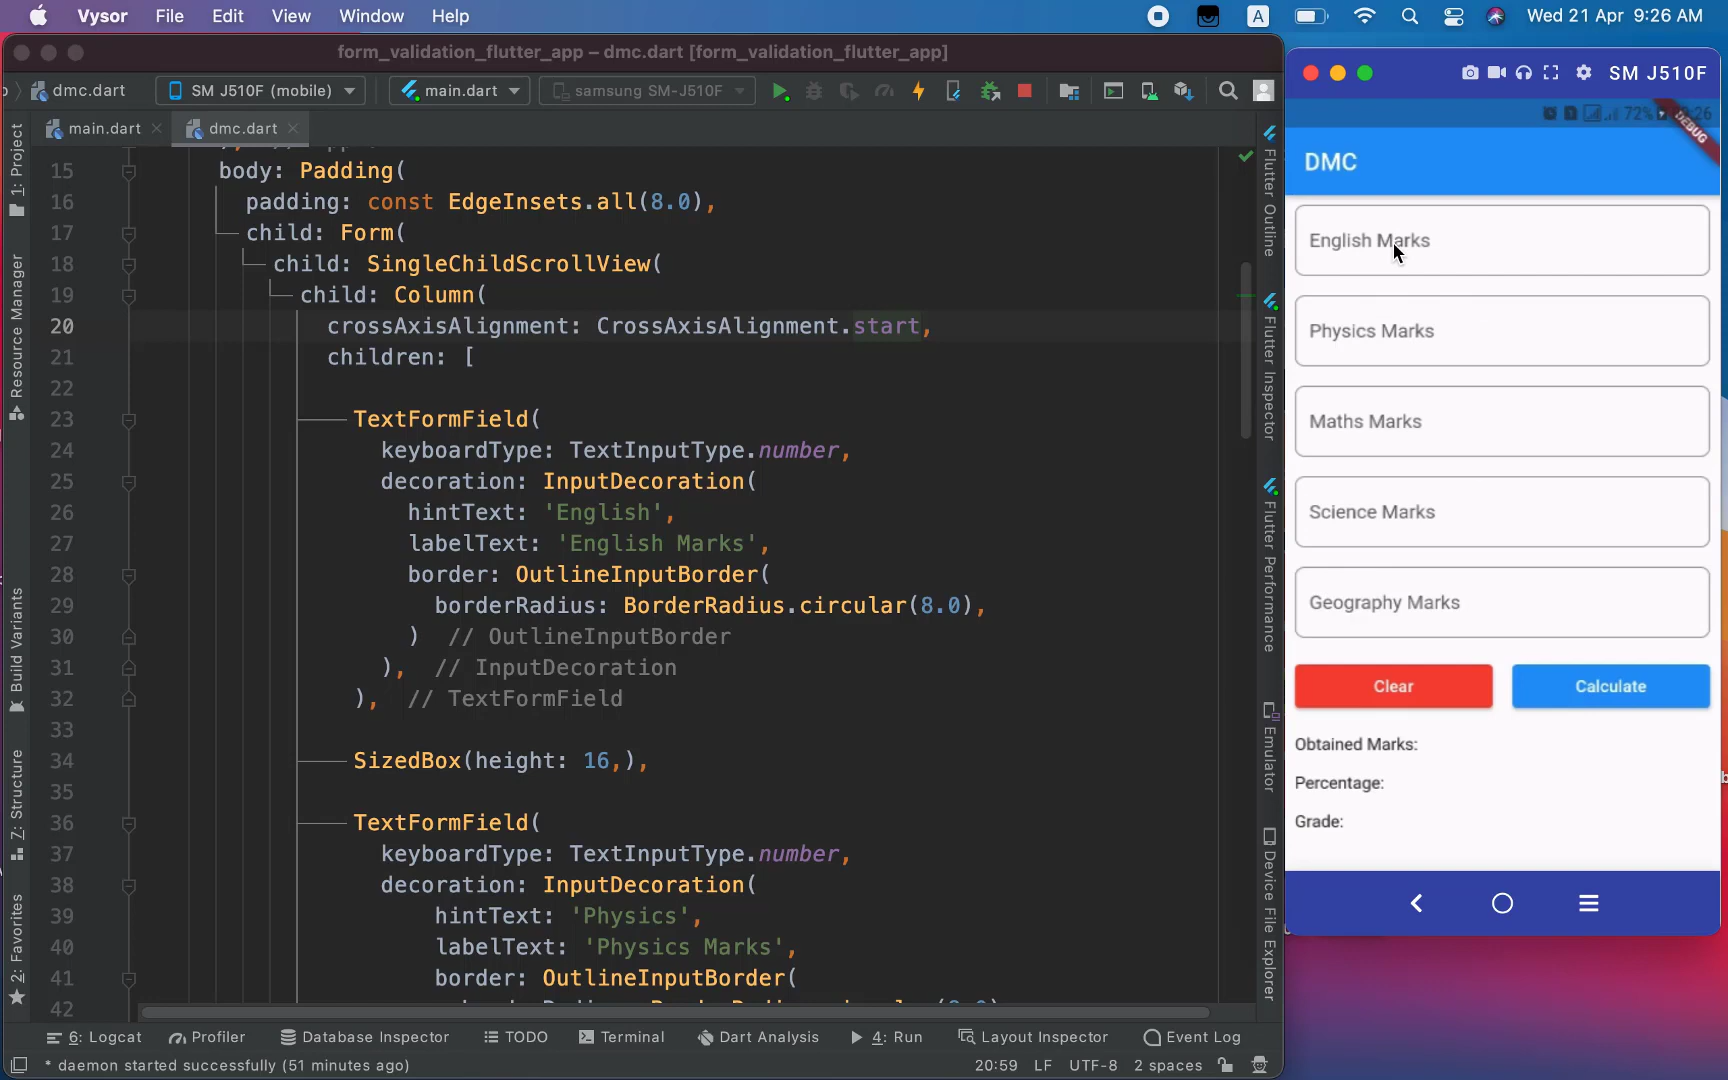 Vysor File Edit View Window Help
A Wed 21 Apr 9:26 AM
form_validation_flutter_app – dmc.dart [form_validation_flutter_app]
dmc.dart SM J510F (mobile) main.dart samsung SM-J510F
main.dart dmc.dart
15 body: Padding(
16 padding: const EdgeInsets.all(8.0),
17 child: Form(
18 child: SingleChildScrollView(
19 child: Column(
20 crossAxisAlignment: CrossAxisAlignment.start,
21 children: [
22
23 TextFormField(
24 keyboardType: TextInputType.number,
25 decoration: InputDecoration(
26 hintText: 'English',
27 labelText: 'English Marks',
28 border: OutlineInputBorder(
29 borderRadius: BorderRadius.circular(8.0),
30 ) // OutlineInputBorder
31 ), // InputDecoration
32 ), // TextFormField
33
34 SizedBox(height: 16,),
35
36 TextFormField(
37 keyboardType: TextInputType.number,
38 decoration: InputDecoration(
39 hintText: 'Physics',
40 labelText: 'Physics Marks',
41 border: OutlineInputBorder(
42
1: Project
Resource Manager
Build Variants
7: Structure
2: Favorites
Flutter Outline
Flutter Inspector
Flutter Performance
Emulator
Device File Explorer
6: Logcat Profiler Database Inspector TODO Terminal Dart Analysis 4: Run Layout Inspector Event Log
* daemon started successfully (51 minutes ago) 20:59 LF UTF-8 2 spaces
SM J510F
72%
DEBUG
DMC
English Marks
Physics Marks
Maths Marks
Science Marks
Geography Marks
Clear Calculate
Obtained Marks:
Percentage:
Grade: